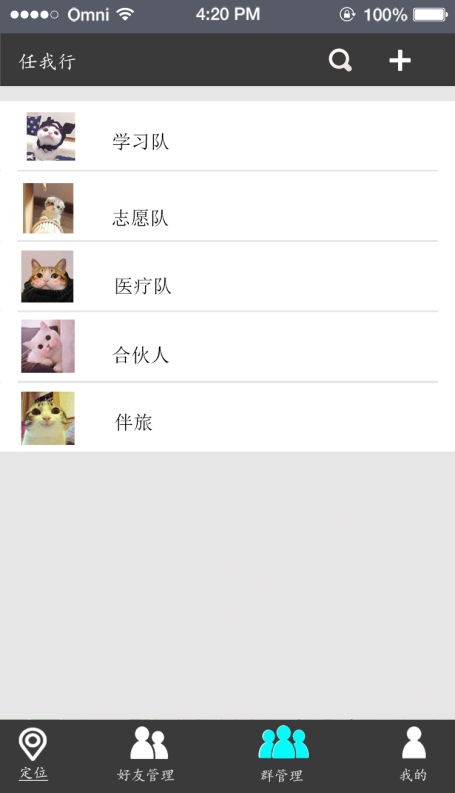 Omni 4:20 PM 100%
任我行
学习队
志愿队
医疗队
合伙人
伴旅
定位 好友管理 群管理 我的